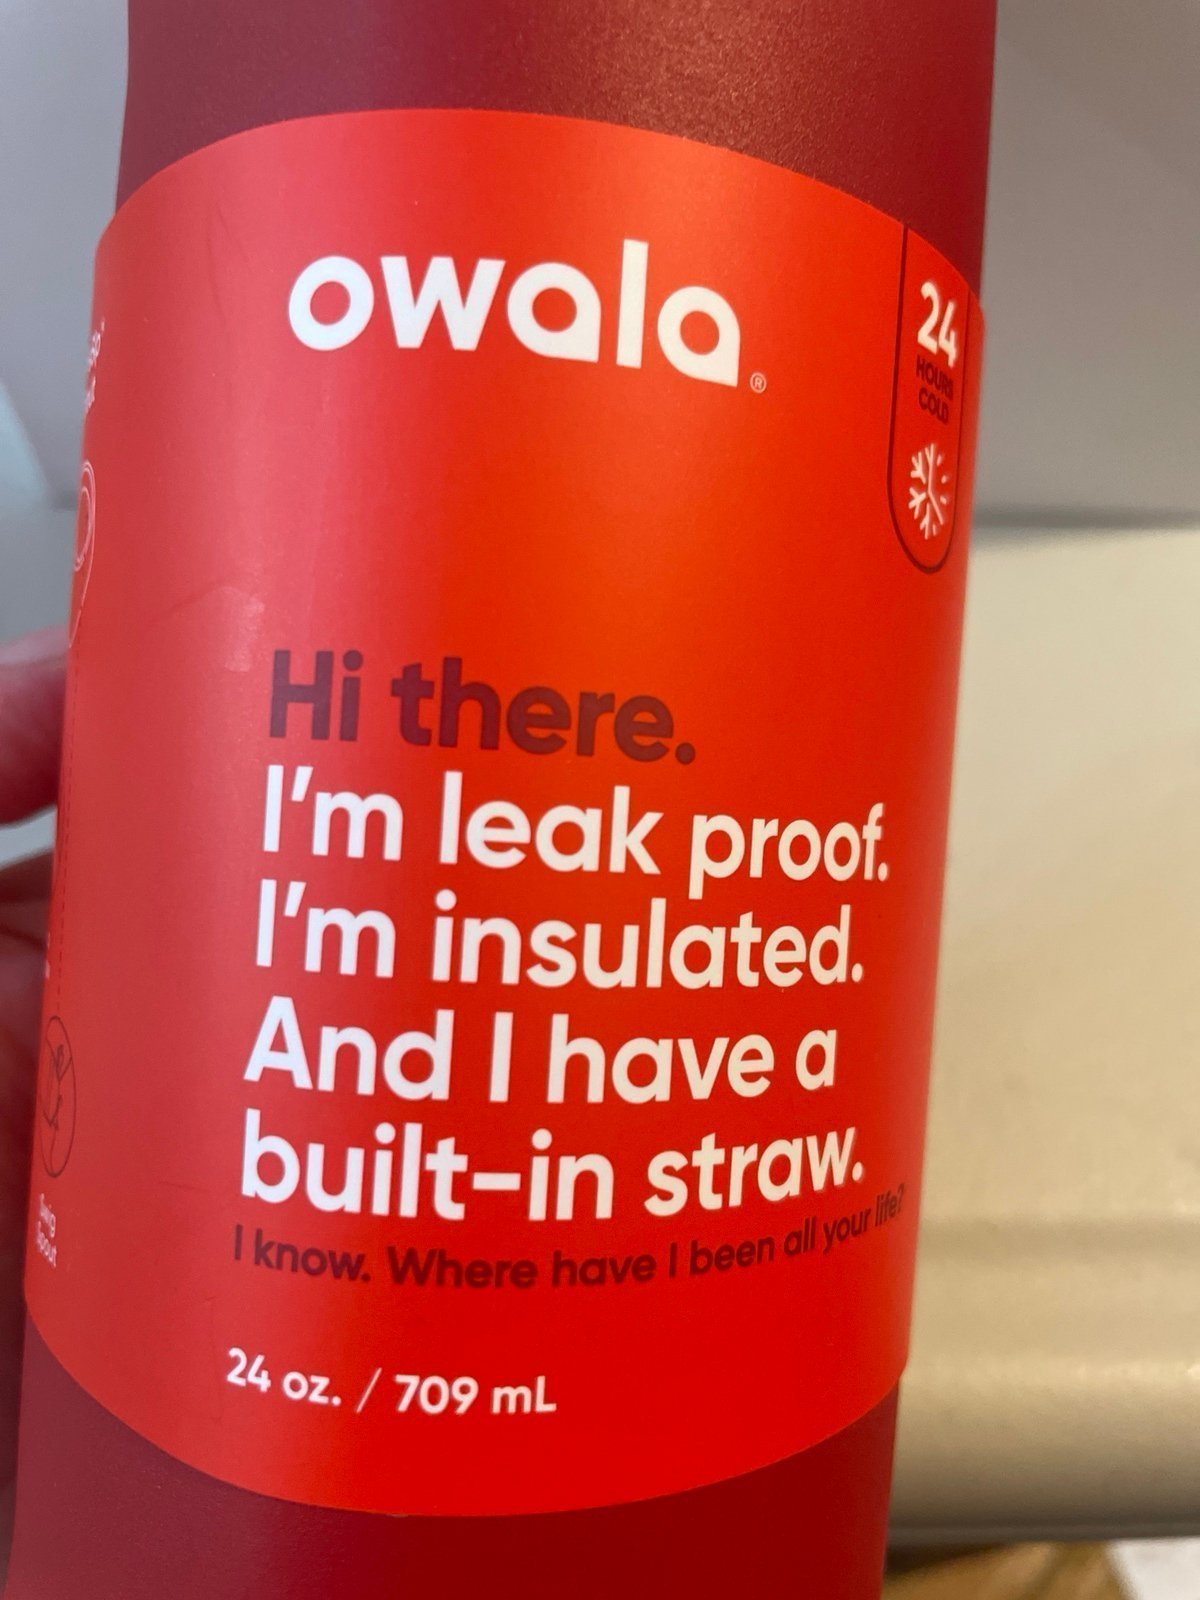 owala®
24
HOURS
COLD
Hi there.
I'm leak proof.
I'm insulated.
And I have a
built-in straw.
I know. Where have I been all your life?
24 oz. / 709 mL
Spout